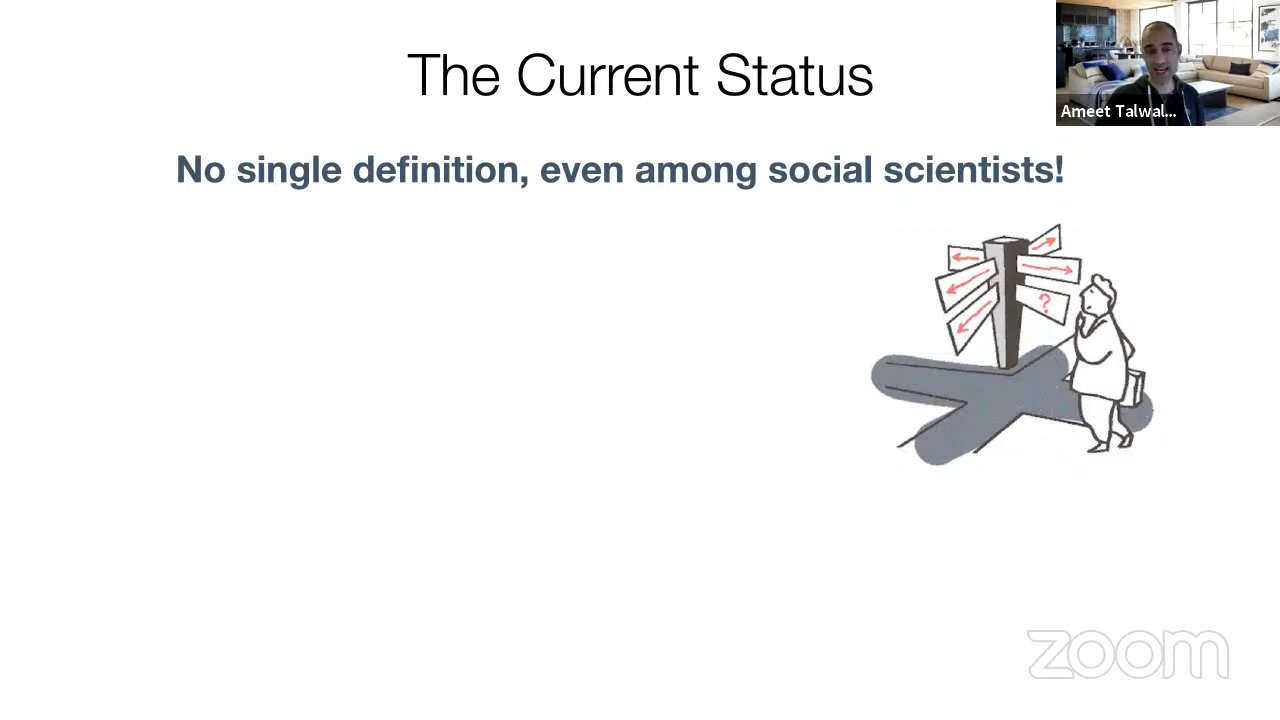 The Current Status
Ameet Talwal...
No single definition, even among social scientists!
?
zoom